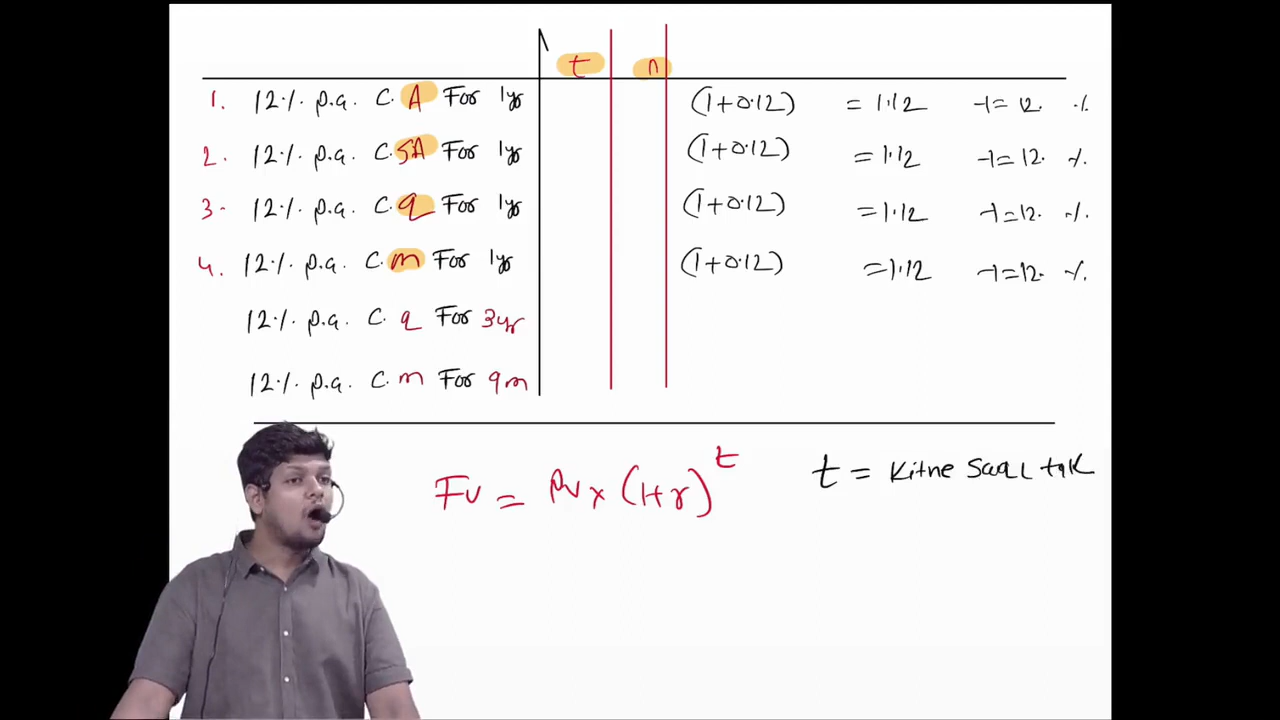 t n
1. 12% p.a. C. A For 1yr (1+0.12) = 1.12 -1= 12. %
2. 12% p.a. C. SA For 1yr (1+0.12) = 1.12 -1= 12. %
3- 12% p.a. C. q For 1yr (1+0.12) = 1.12 -1= 12. %
4. 12% p.a. C. m For 1yr (1+0.12) = 1.12 -1= 12. %
12% p.a. C. q For 3yr
12% p.a. C. m For 9m
Fv = Pv x (1+r)^t t = Kitne Saal tak